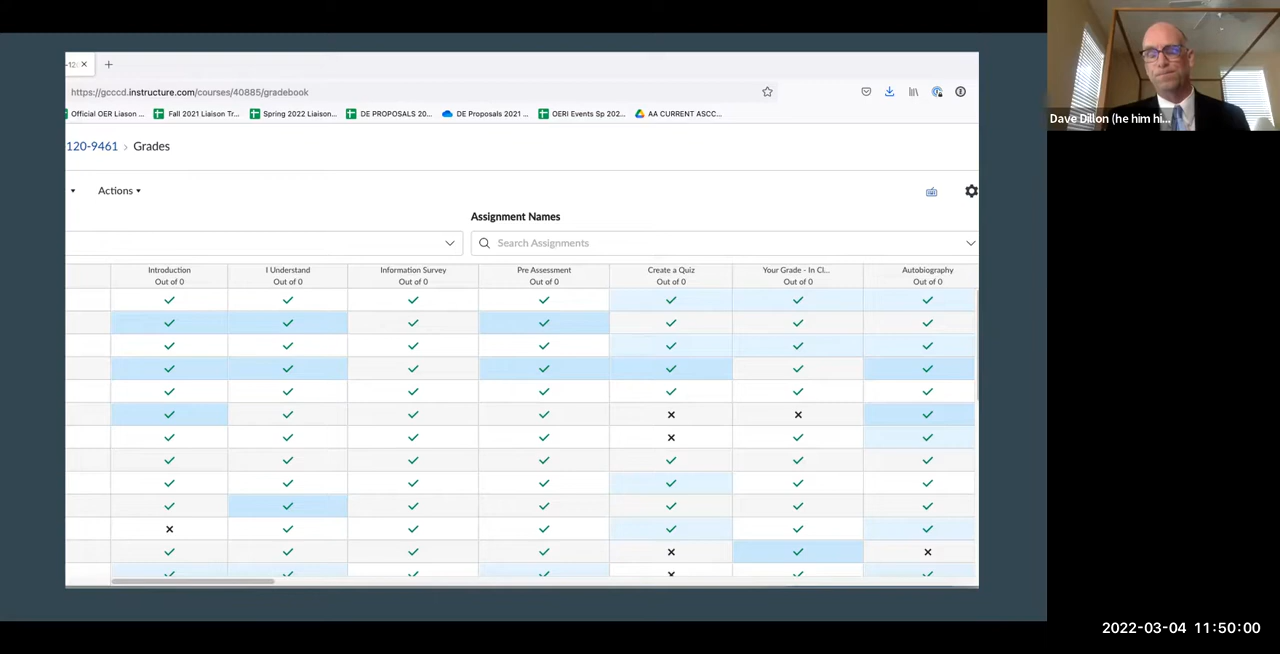 -12(
https://gcccd.instructure.com/courses/40885/gradebook
Official OER Liason ... Fall 2021 Liaison Tr... Spring 2022 Liaison... DE PROPOSALS 20... DE Proposals 2021 ... OERI Events Sp 202... AA CURRENT ASCC...
120-9461 > Grades
Actions
Assignment Names
Search Assignments
Introduction I Understand Information Survey Pre Assessment Create a Quiz Your Grade - In Cl... Autobiography
Out of 0 Out of 0 Out of 0 Out of 0 Out of 0 Out of 0 Out of 0
Dave Dillon (he him hi...
2022-03-04 11:50:00